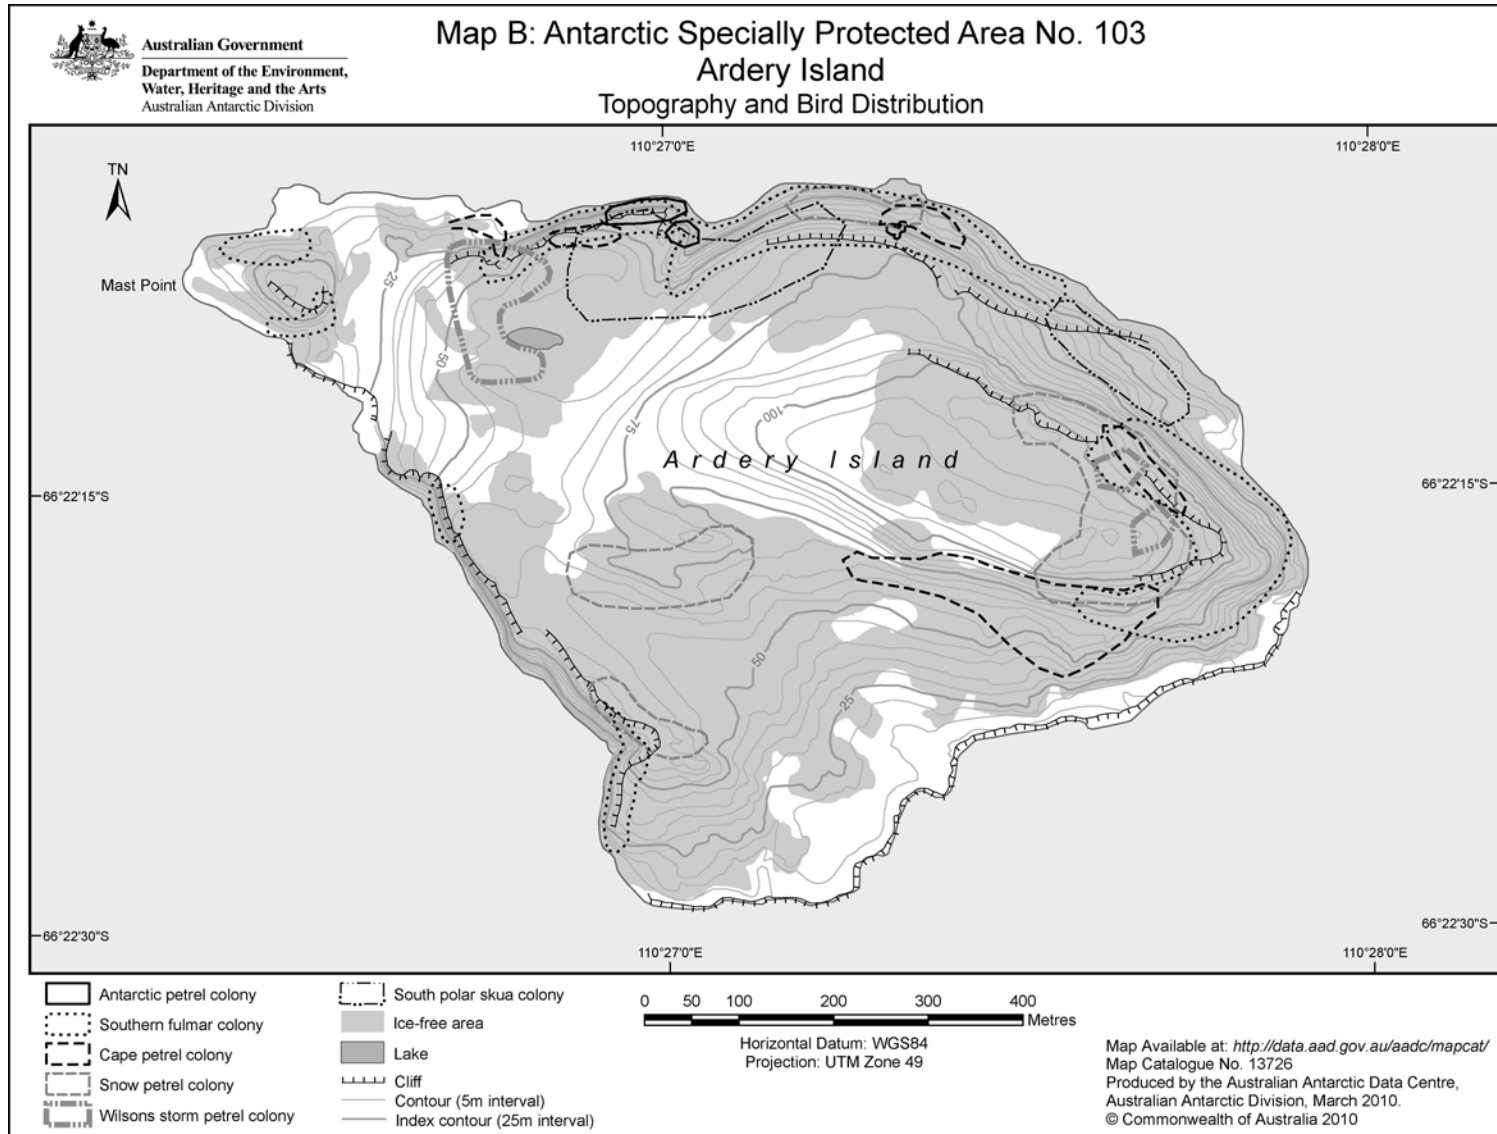 Australian Government
Department of the Environment,
Water, Heritage and the Arts
Australian Antarctic Division
Map B: Antarctic Specially Protected Area No. 103
Ardery Island
Topography and Bird Distribution
110°27'0"E
110°28'0"E
TN
Mast Point
25
50
75
100
Ardery Island
66°22'15"S
66°22'15"S
50
25
66°22'30"S
66°22'30"S
110°27'0"E
110°28'0"E
Antarctic petrel colony
Southern fulmar colony
Cape petrel colony
Snow petrel colony
Wilsons storm petrel colony
South polar skua colony
Ice-free area
Lake
Cliff
Contour (5m interval)
Index contour (25m interval)
0 50 100 200 300 400
Metres
Horizontal Datum: WGS84
Projection: UTM Zone 49
Map Available at: http://data.aad.gov.au/aadc/mapcat/
Map Catalogue No. 13726
Produced by the Australian Antarctic Data Centre,
Australian Antarctic Division, March 2010.
© Commonwealth of Australia 2010